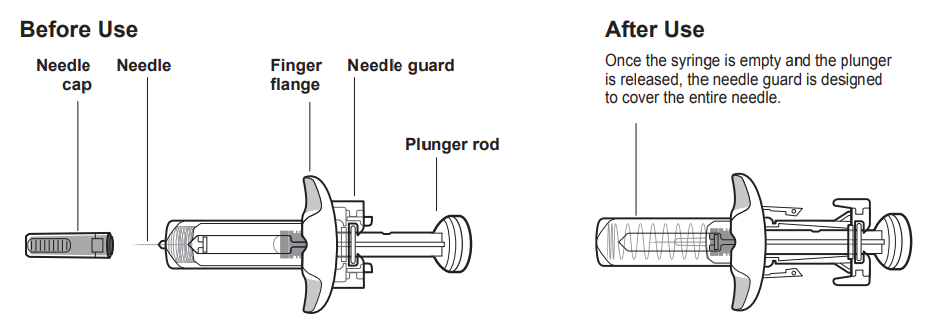 Before Use
Needle cap
Needle
Finger flange
Needle guard
Plunger rod
After Use
Once the syringe is empty and the plunger
is released, the needle guard is designed
to cover the entire needle.